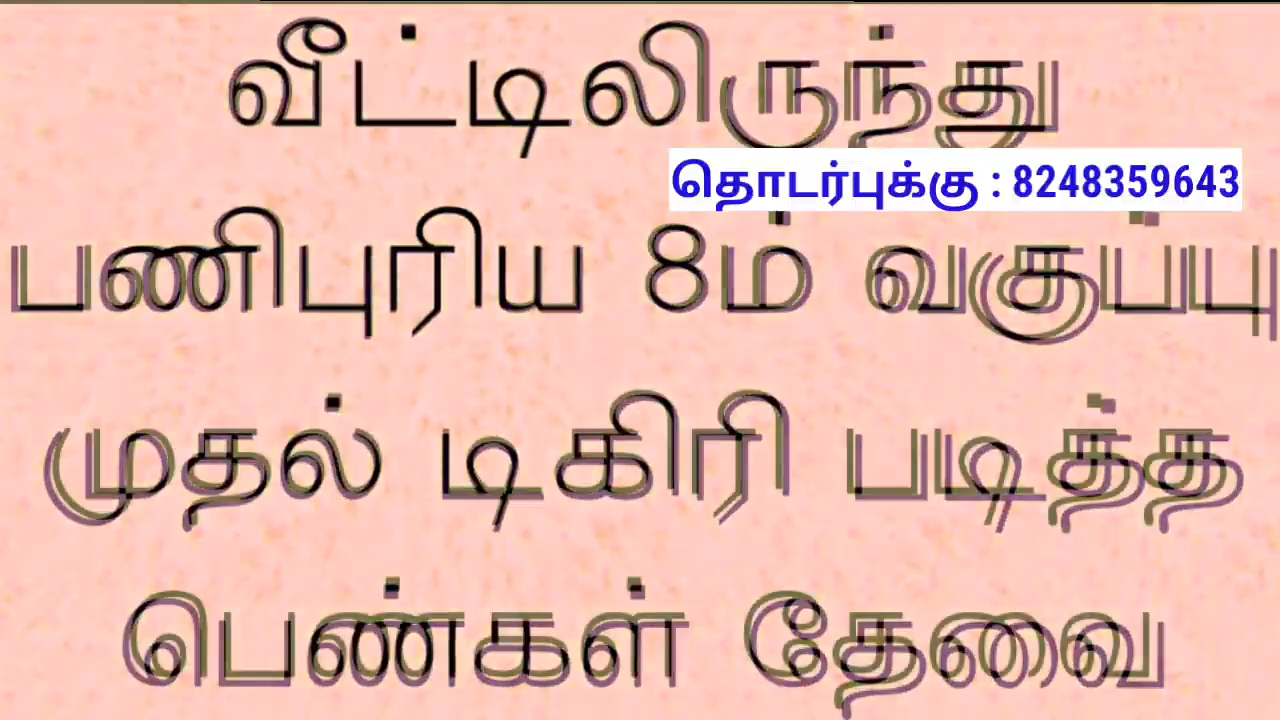 வீட்டிலிருந்து
தொடர்புக்கு : 8248359643
பணிபுரிய 8ம் வகுப்பு
முதல் டிகிரி படித்த
பெண்கள் தேவை